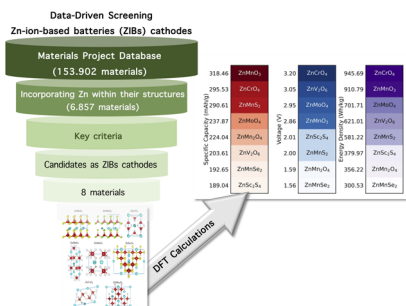 Data-Driven Screening
Zn-ion-based batteries (ZIBs) cathodes
Materials Project Database
(153.902 materials)
Incorporating Zn within their structures
(6.857 materials)
Key criteria
Candidates as ZIBs cathodes
8 materials
DFT Calculations
Specific Capacity (mAh/g)
318.46 ZnMnO₃
295.53 ZnCrO₄
290.61 ZnMnS₂
237.87 ZnMoO₄
224.04 ZnMn₂O₄
203.61 ZnV₂O₆
192.65 ZnMnSe₂
189.04 ZnSc₂S₄
Voltage (V)
3.20 ZnCrO₄
3.05 ZnV₂O₆
2.95 ZnMoO₄
2.86 ZnMnO₃
2.01 ZnSc₂S₄
2.00 ZnMnS₂
1.59 ZnMn₂O₄
1.56 ZnMnSe₂
Energy Density (Wh/kg)
945.69 ZnCrO₄
910.79 ZnMnO₃
701.71 ZnMoO₄
621.01 ZnV₂O₆
581.22 ZnMnS₂
379.97 ZnSc₂S₄
356.22 ZnMn₂O₄
300.53 ZnMnSe₂